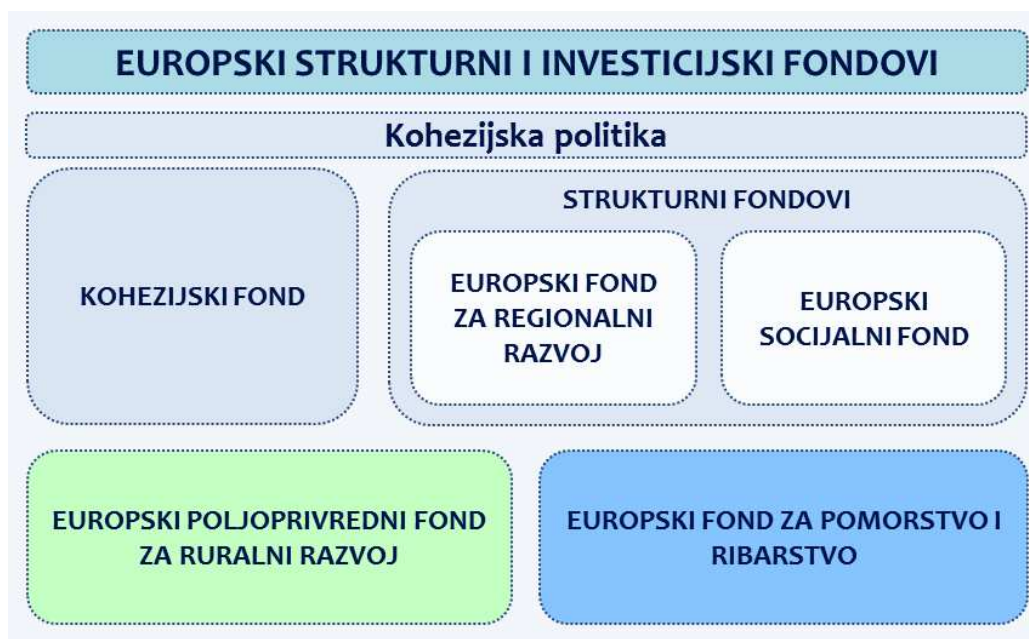 EUROPSKI STRUKTURNI I INVESTICIJSKI FONDOVI
Kohezijska politika
KOHEZIJSKI FOND
STRUKTURNI FONDOVI
EUROPSKI FOND
ZA REGIONALNI
RAZVOJ
EUROPSKI
SOCIJALNI FOND
EUROPSKI POLJOPRIVREDNI FOND
ZA RURALNI RAZVOJ
EUROPSKI FOND ZA POMORSTVO I
RIBARSTVO